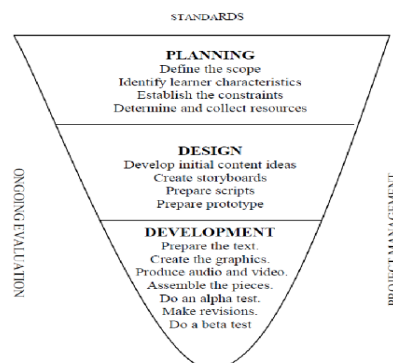 STANDARDS
PLANNING
Define the scope
Identify learner characteristics
Establish the constraints
Determine and collect resources
DESIGN
Develop initial content ideas
Create storyboards
Prepare scripts
Prepare prototype
ONGOING EVALUATION
PROJECT MANAGEMENT
DEVELOPMENT
Prepare the text.
Create the graphics.
Produce audio and video.
Assemble the pieces.
Do an alpha test.
Make revisions.
Do a beta test